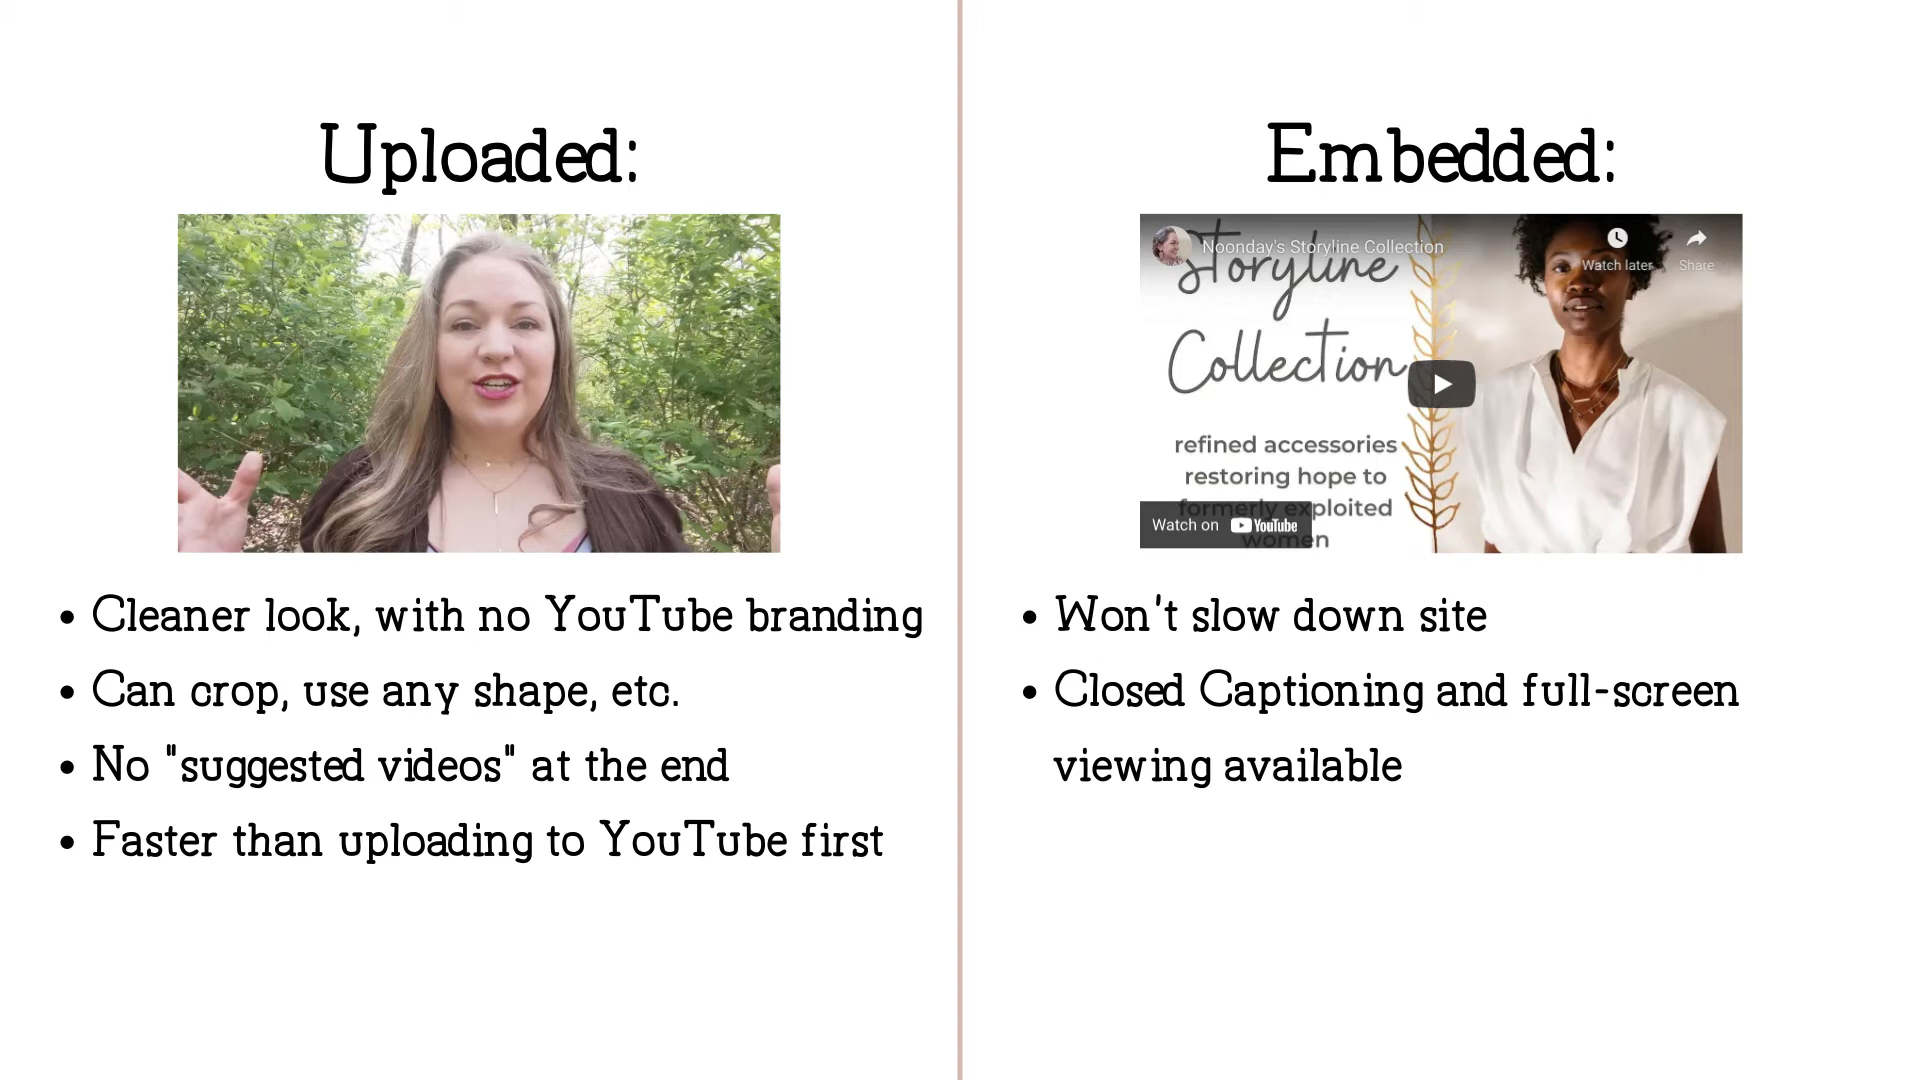 Uploaded:
• Cleaner look, with no YouTube branding
• Can crop, use any shape, etc.
• No "suggested videos" at the end
• Faster than uploading to YouTube first
Embedded:
Noonday's Storyline Collection
Watch later
Share
Storyline
Collection
refined accessories
restoring hope to
formerly exploited
women
Watch on YouTube
• Won't slow down site
• Closed Captioning and full-screen
viewing available